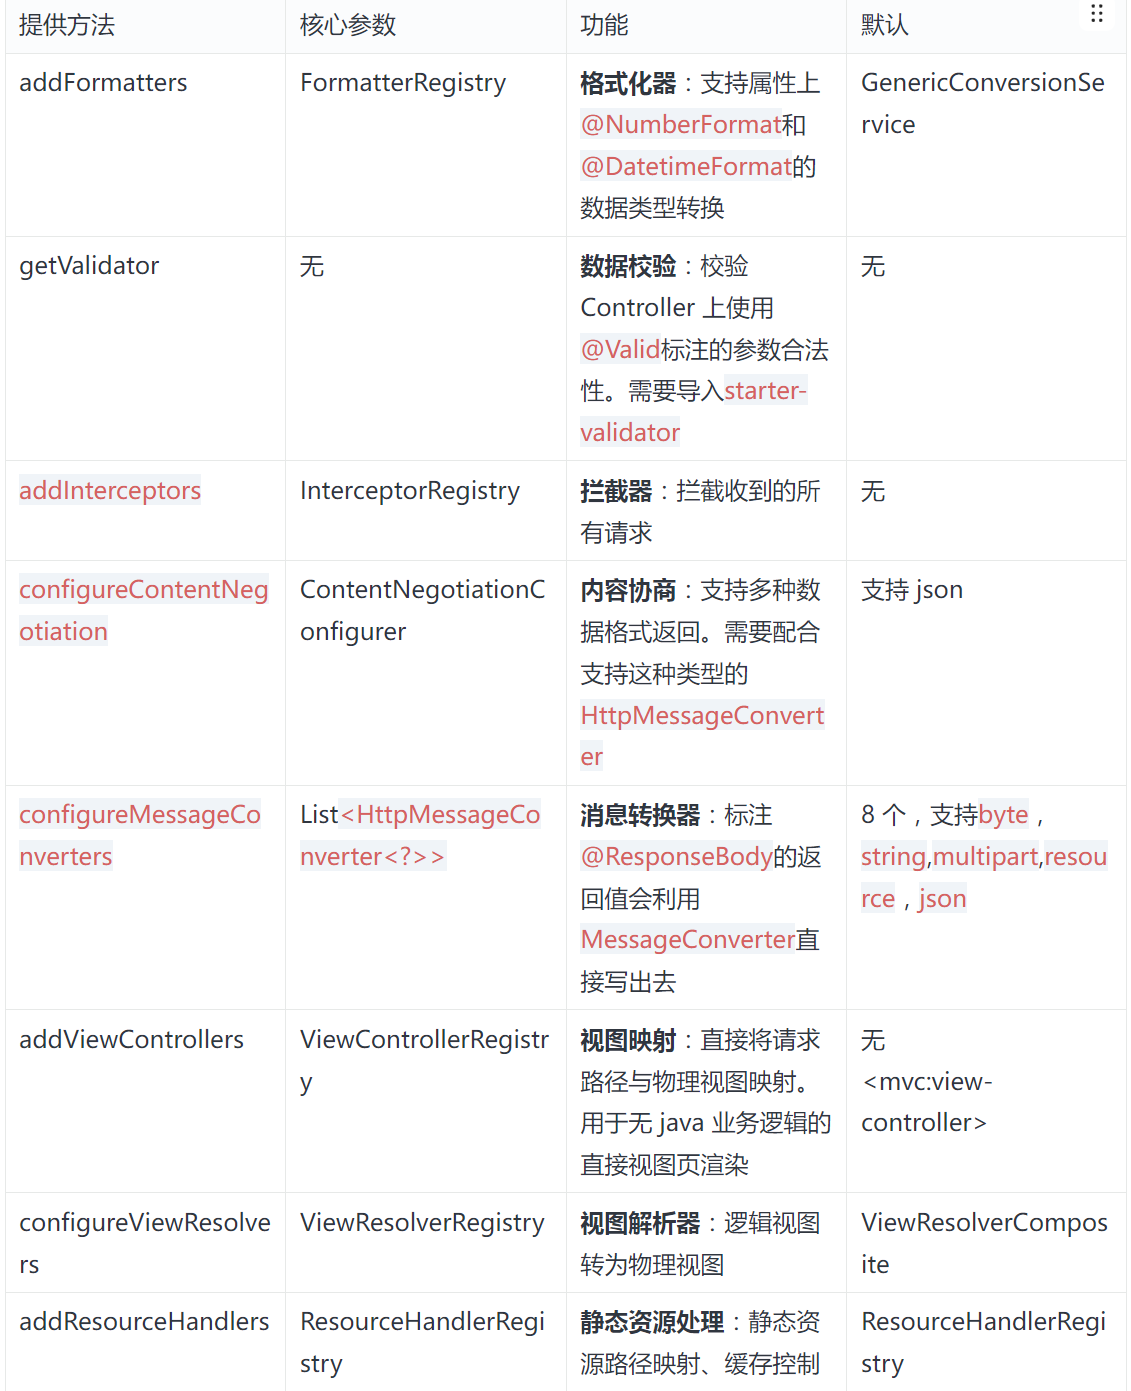 提供方法
核心参数
功能
默认
addFormatters
FormatterRegistry
格式化器：支持属性上
@NumberFormat和
@DatetimeFormat的
数据类型转换
GenericConversionSe
rvice
getValidator
无
数据校验：校验
Controller 上使用
@Valid标注的参数合法
性。需要导入starter-
validator
无
addInterceptors
InterceptorRegistry
拦截器：拦截收到的所
有请求
无
configureContentNeg
otiation
ContentNegotiationC
onfigurer
内容协商：支持多种数
据格式返回。需要配合
支持这种类型的
HttpMessageConvert
er
支持 json
configureMessageCo
nverters
List<HttpMessageCo
nverter<?>>
消息转换器：标注
@ResponseBody的返
回值会利用
MessageConverter直
接写出去
8 个，支持byte，
string,multipart,resou
rce，json
addViewControllers
ViewControllerRegistr
y
视图映射：直接将请求
路径与物理视图映射。
用于无 java 业务逻辑的
直接视图页渲染
无
<mvc:view-
controller>
configureViewResolve
rs
ViewResolverRegistry
视图解析器：逻辑视图
转为物理视图
ViewResolverCompos
ite
addResourceHandlers
ResourceHandlerRegi
stry
静态资源处理：静态资
源路径映射、缓存控制
ResourceHandlerRegi
stry